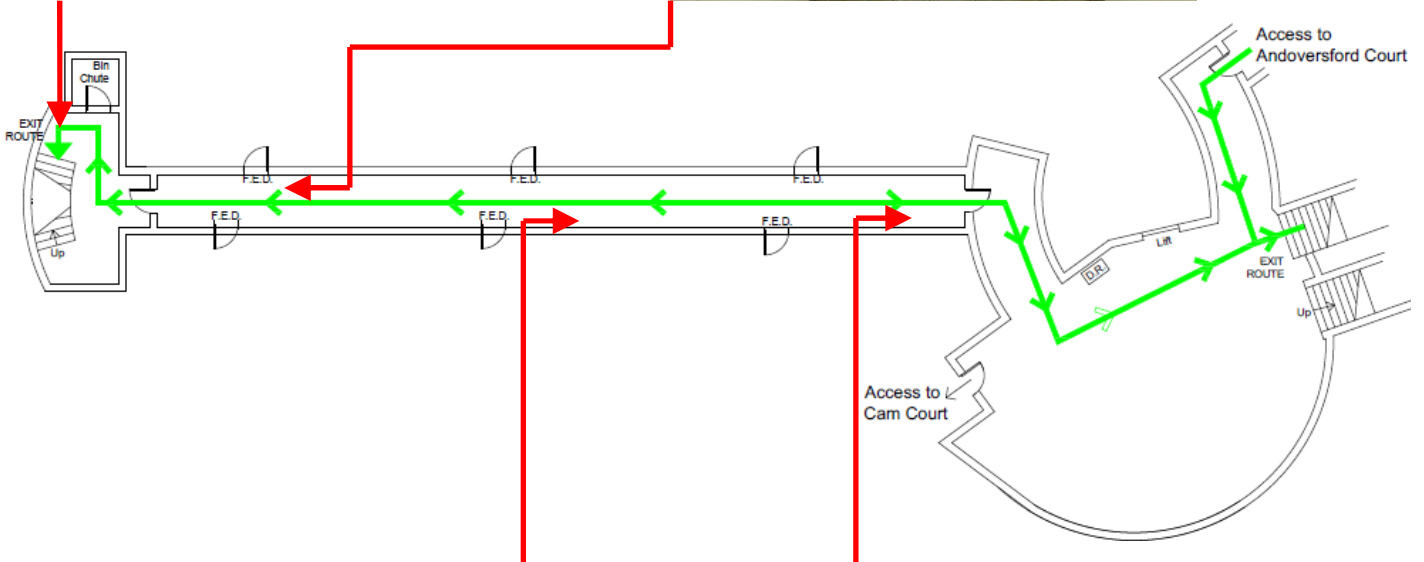 Access to
Andoversford Court
Bin
Chute
EXIT
ROUTE
F.E.D.
F.E.D.
F.E.D.
F.E.D.
F.E.D.
F.E.D.
Up
Lift
D.R.
EXIT
ROUTE
Up
Access to
Cam Court